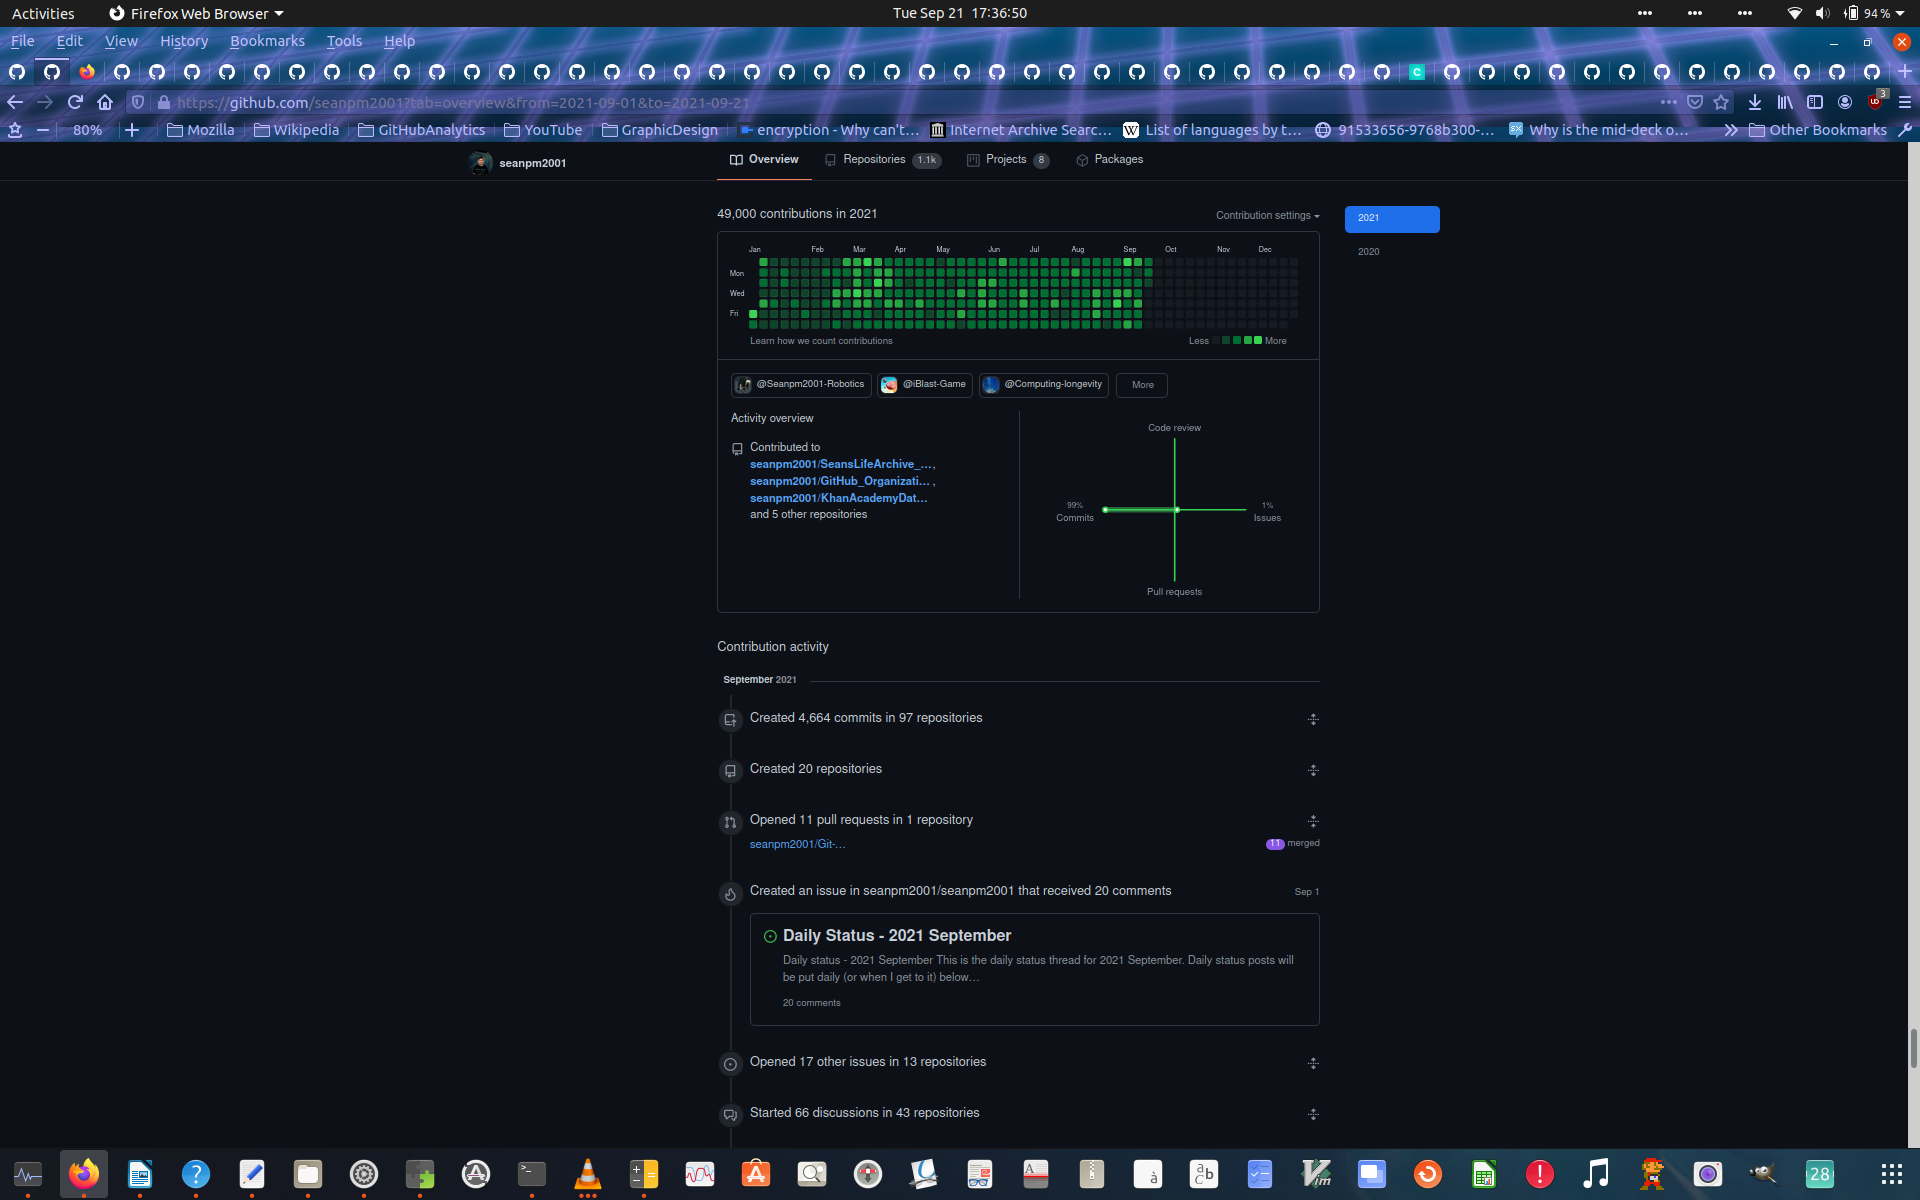 Activities
Firefox Web Browser
Tue Sep 21  17:36:50
94 %
File Edit View History Bookmarks Tools Help
https://github.com/seanpm2001?tab=overview&from=2021-09-01&to=2021-09-21
3
80%
Mozilla
Wikipedia
GitHubAnalytics
YouTube
GraphicDesign
encryption - Why can't…
Internet Archive Searc…
List of languages by t…
91533656-9768b300-…
Why is the mid-deck o…
Other Bookmarks
seanpm2001
Overview
Repositories 1.1k
Projects 8
Packages
49,000 contributions in 2021
Contribution settings
2021
2020
Jan Feb Mar Apr May Jun Jul Aug Sep Oct Nov Dec
Mon
Wed
Fri
Learn how we count contributions
Less More
@Seanpm2001-Robotics
@iBlast-Game
@Computing-longevity
More
Activity overview
Contributed to
seanpm2001/SeansLifeArchive_…,
seanpm2001/GitHub_Organizati… ,
seanpm2001/KhanAcademyDat…
and 5 other repositories
Code review
99%
Commits
1%
Issues
Pull requests
Contribution activity
September 2021
Created 4,664 commits in 97 repositories
Created 20 repositories
Opened 11 pull requests in 1 repository
seanpm2001/Git-…
11 merged
Created an issue in seanpm2001/seanpm2001 that received 20 comments
Sep 1
Daily Status - 2021 September
Daily status - 2021 September This is the daily status thread for 2021 September. Daily status posts will
be put daily (or when I get to it) below…
20 comments
Opened 17 other issues in 13 repositories
Started 66 discussions in 43 repositories
28